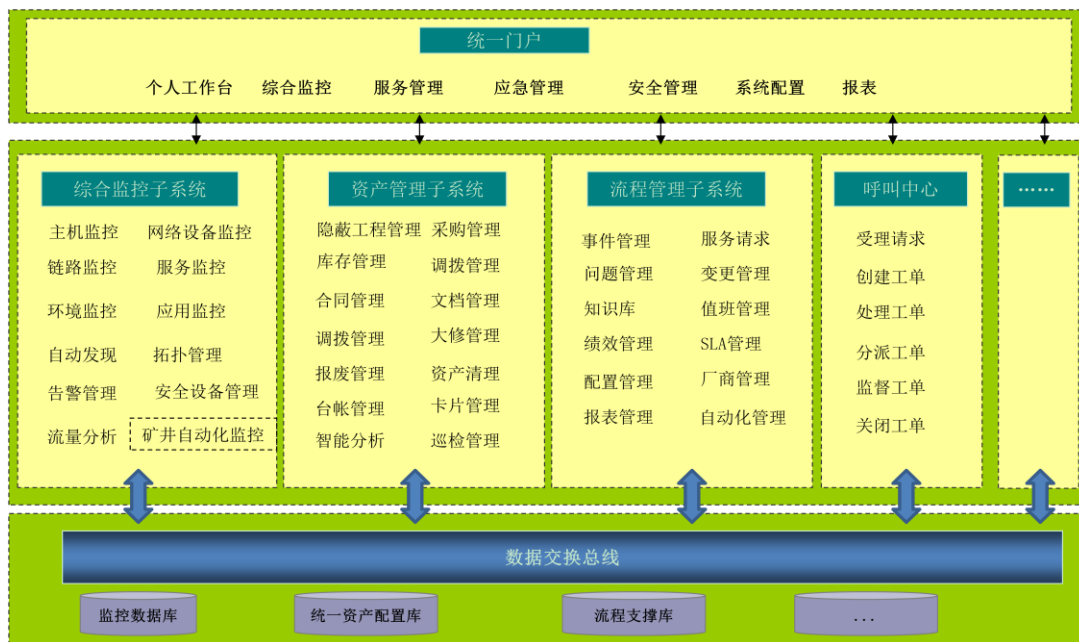 统一门户
个人工作台 综合监控 服务管理 应急管理 安全管理 系统配置 报表
综合监控子系统
主机监控 网络设备监控
链路监控 服务监控
环境监控 应用监控
自动发现 拓扑管理
告警管理 安全设备管理
流量分析 矿井自动化监控
资产管理子系统
隐蔽工程管理 采购管理
库存管理 调拨管理
合同管理 文档管理
调拨管理 大修管理
报废管理 资产清理
台帐管理 卡片管理
智能分析 巡检管理
流程管理子系统
事件管理 服务请求
问题管理 变更管理
知识库 值班管理
绩效管理 SLA管理
配置管理 厂商管理
报表管理 自动化管理
呼叫中心
受理请求
创建工单
处理工单
分派工单
监督工单
关闭工单
……
数据交换总线
监控数据库 统一资产配置库 流程支撑库 ...